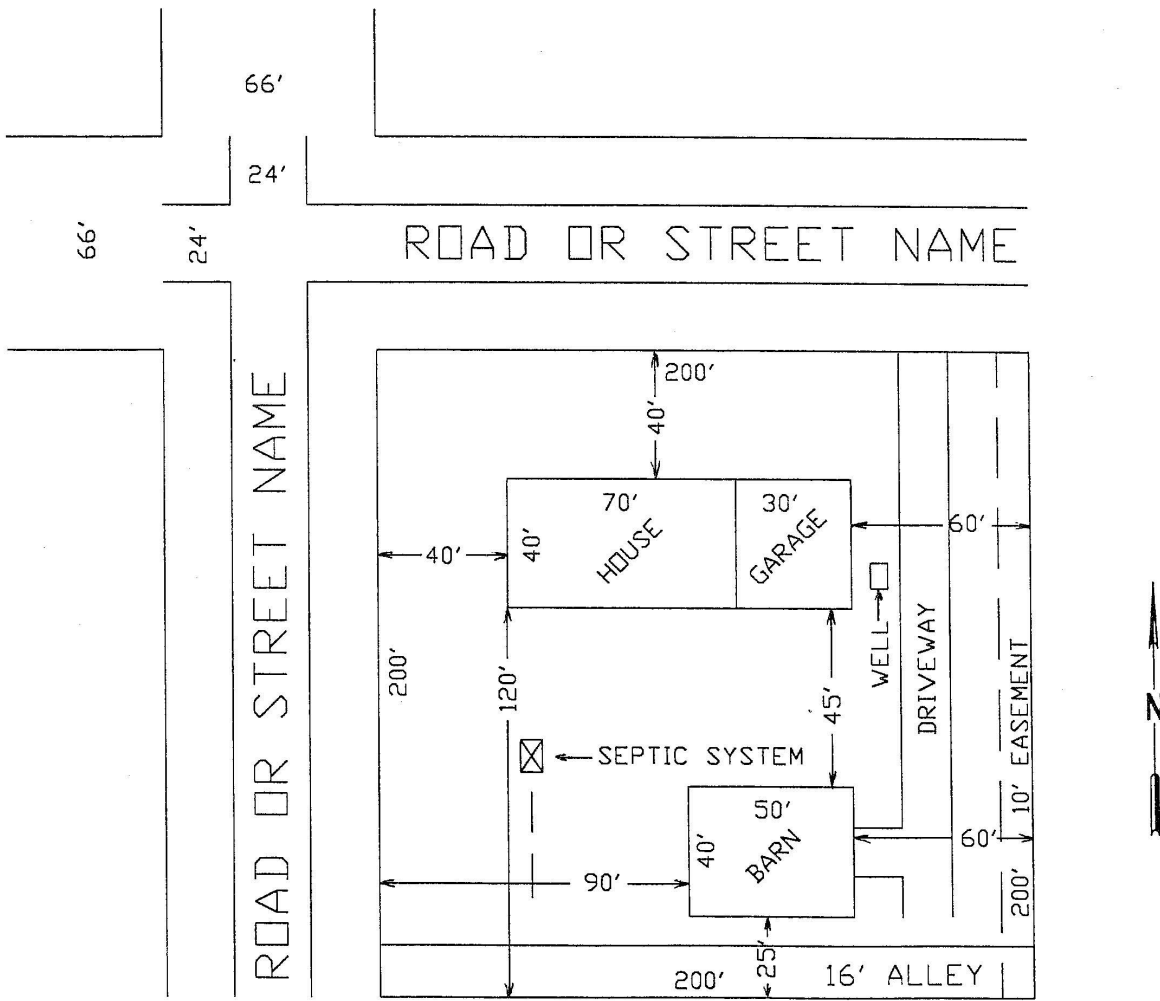 66'
24'
66'
24'
ROAD OR STREET NAME
ROAD OR STREET NAME
200'
40'
70'
40'
HOUSE
30'
GARAGE
60'
40'
200'
120'
45'
WELL
DRIVEWAY
10' EASEMENT
N
SEPTIC SYSTEM
50'
40'
BARN
60'
90'
200'
25'
200'
16' ALLEY